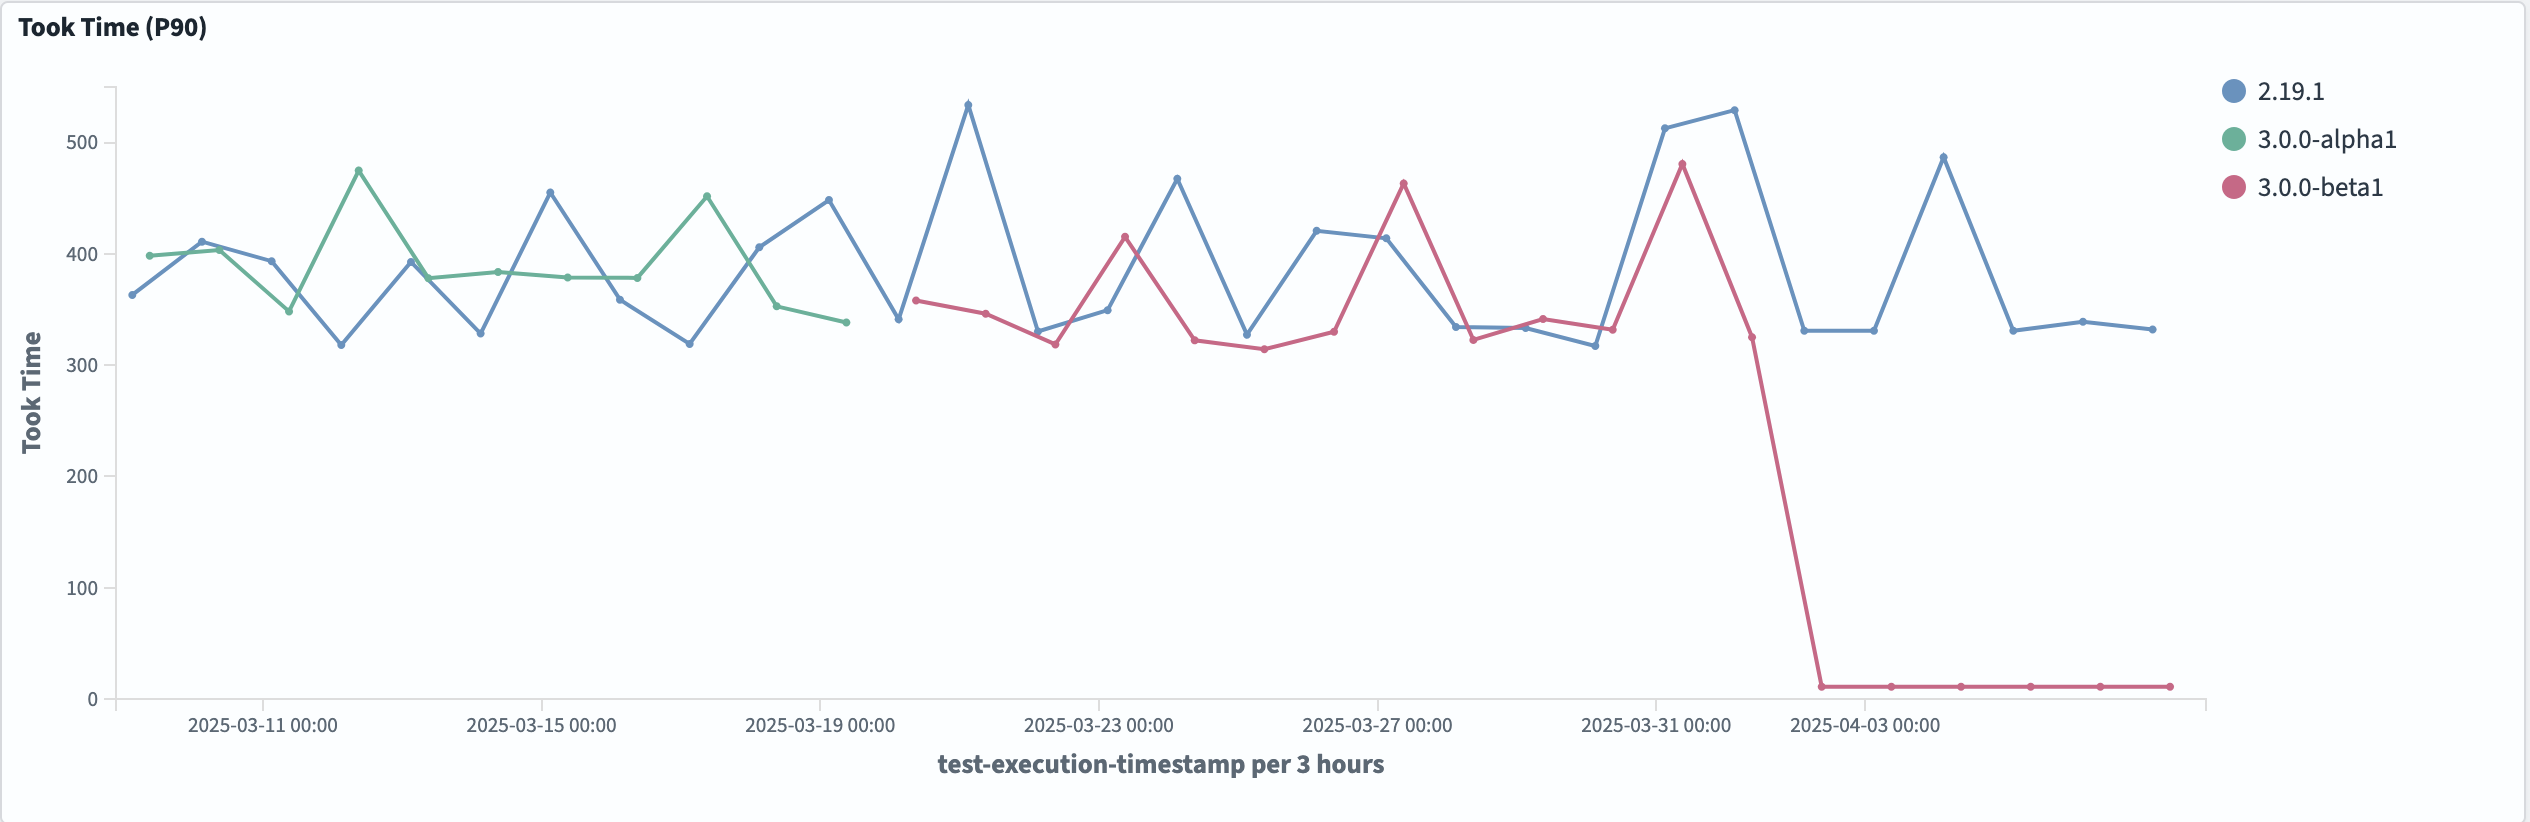 Took Time (P90)
2.19.1
3.0.0-alpha1
3.0.0-beta1
Took Time
500
400
300
200
100
0
2025-03-11 00:00
2025-03-15 00:00
2025-03-19 00:00
2025-03-23 00:00
2025-03-27 00:00
2025-03-31 00:00
2025-04-03 00:00
test-execution-timestamp per 3 hours